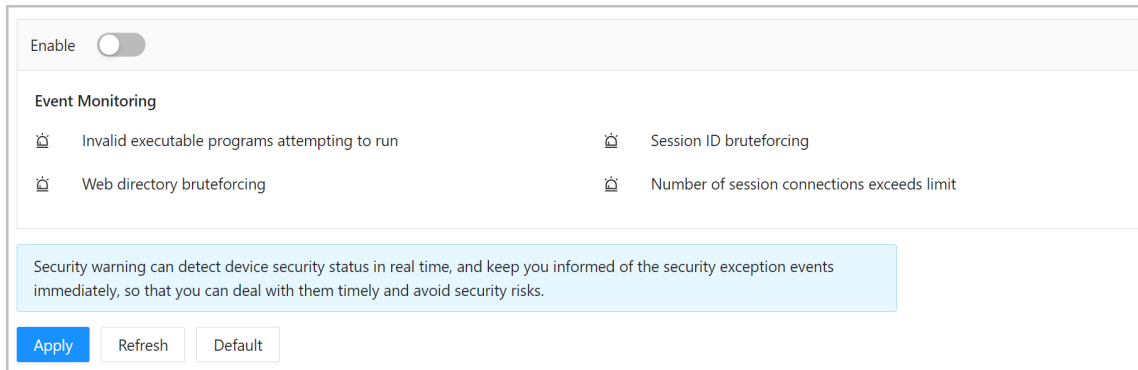 Enable
Event Monitoring
Invalid executable programs attempting to run
Session ID bruteforcing
Web directory bruteforcing
Number of session connections exceeds limit
Security warning can detect device security status in real time, and keep you informed of the security exception events
immediately, so that you can deal with them timely and avoid security risks.
Apply
Refresh
Default